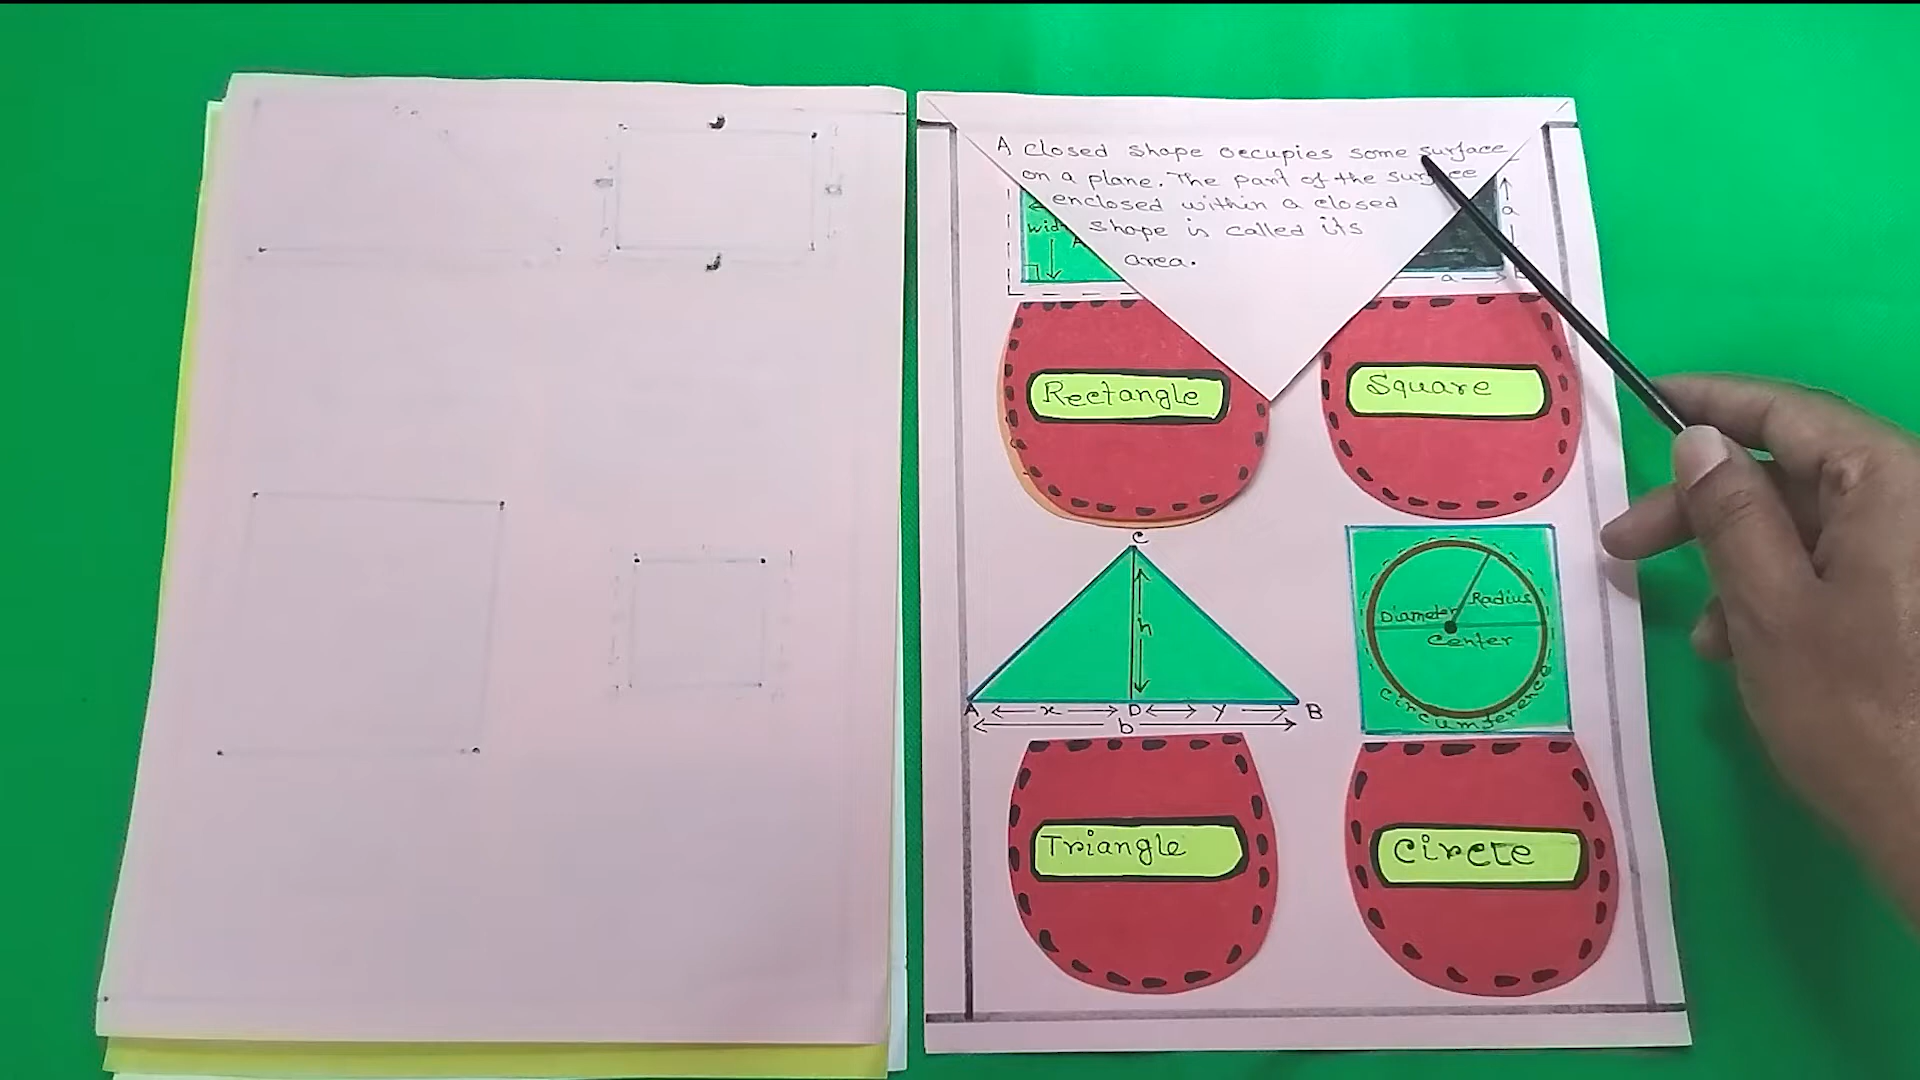 A closed shape occupies some surface
on a plane. The part of the surface
enclosed within a closed
shape is called its
area.
a
a
Rectangle
Square
C
h
A x D y B
b
Radius
Diameter
Center
Circumference
Triangle
Circle